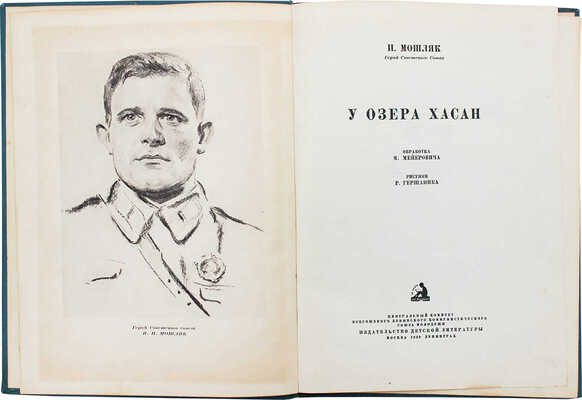 Герой Советского Союза
И. Н. МОШЛЯК
И. МОШЛЯК
Герой Советского Союза
У ОЗЕРА ХАСАН
ОБРАБОТКА
М. МЕЙЕРОВИЧА
РИСУНКИ
Р. ГЕРШАНИКА
ЦЕНТРАЛЬНЫЙ КОМИТЕТ
ВСЕСОЮЗНОГО ЛЕНИНСКОГО КОММУНИСТИЧЕСКОГО
СОЮЗА МОЛОДЕЖИ
ИЗДАТЕЛЬСТВО ДЕТСКОЙ ЛИТЕРАТУРЫ
МОСКВА 1939 ЛЕНИНГРАД